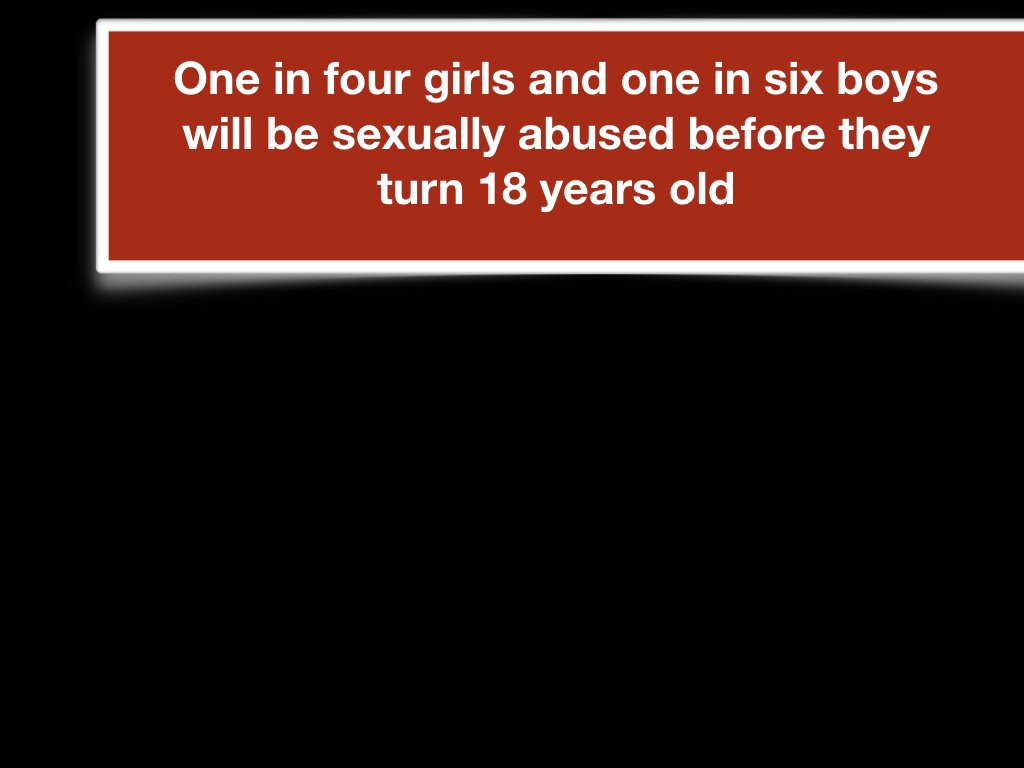 One in four girls and one in six boys
will be sexually abused before they
turn 18 years old